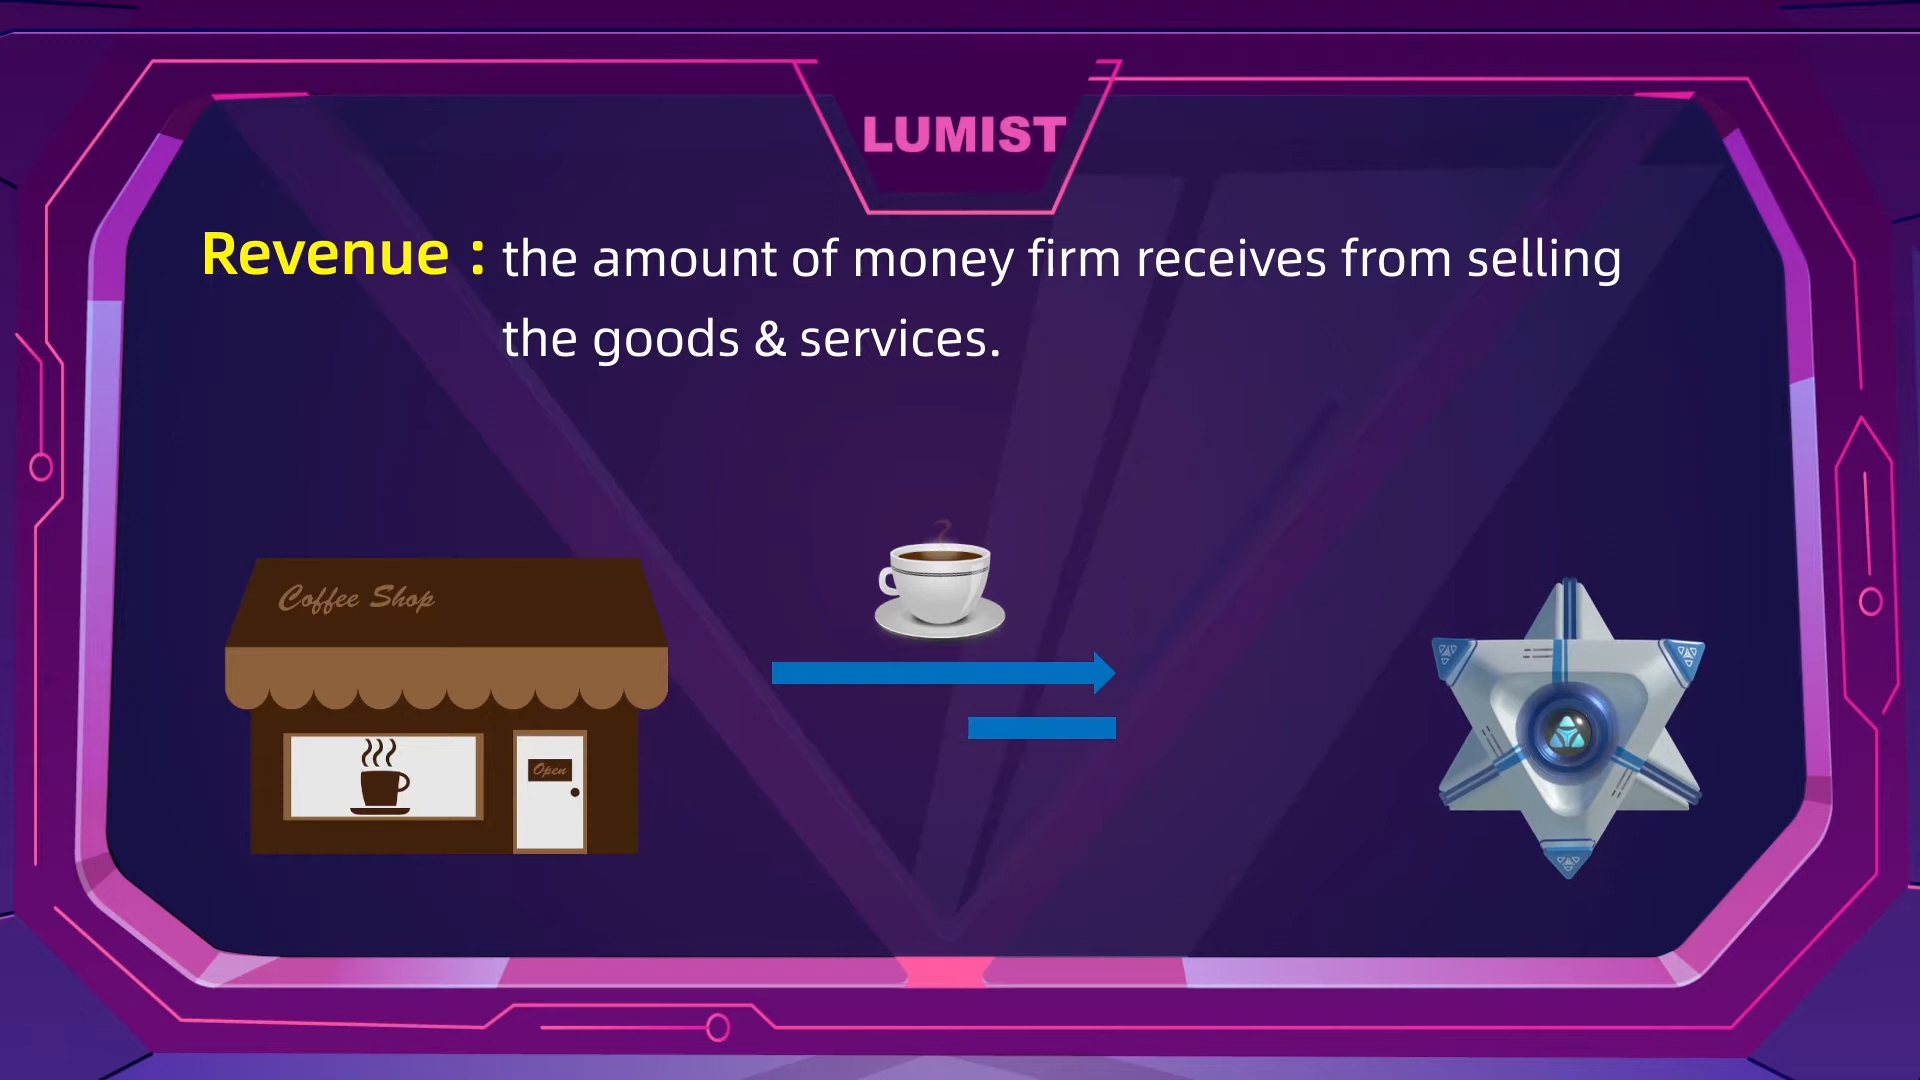 LUMIST
Revenue : the amount of money firm receives from selling
the goods & services.
Coffee Shop
Open